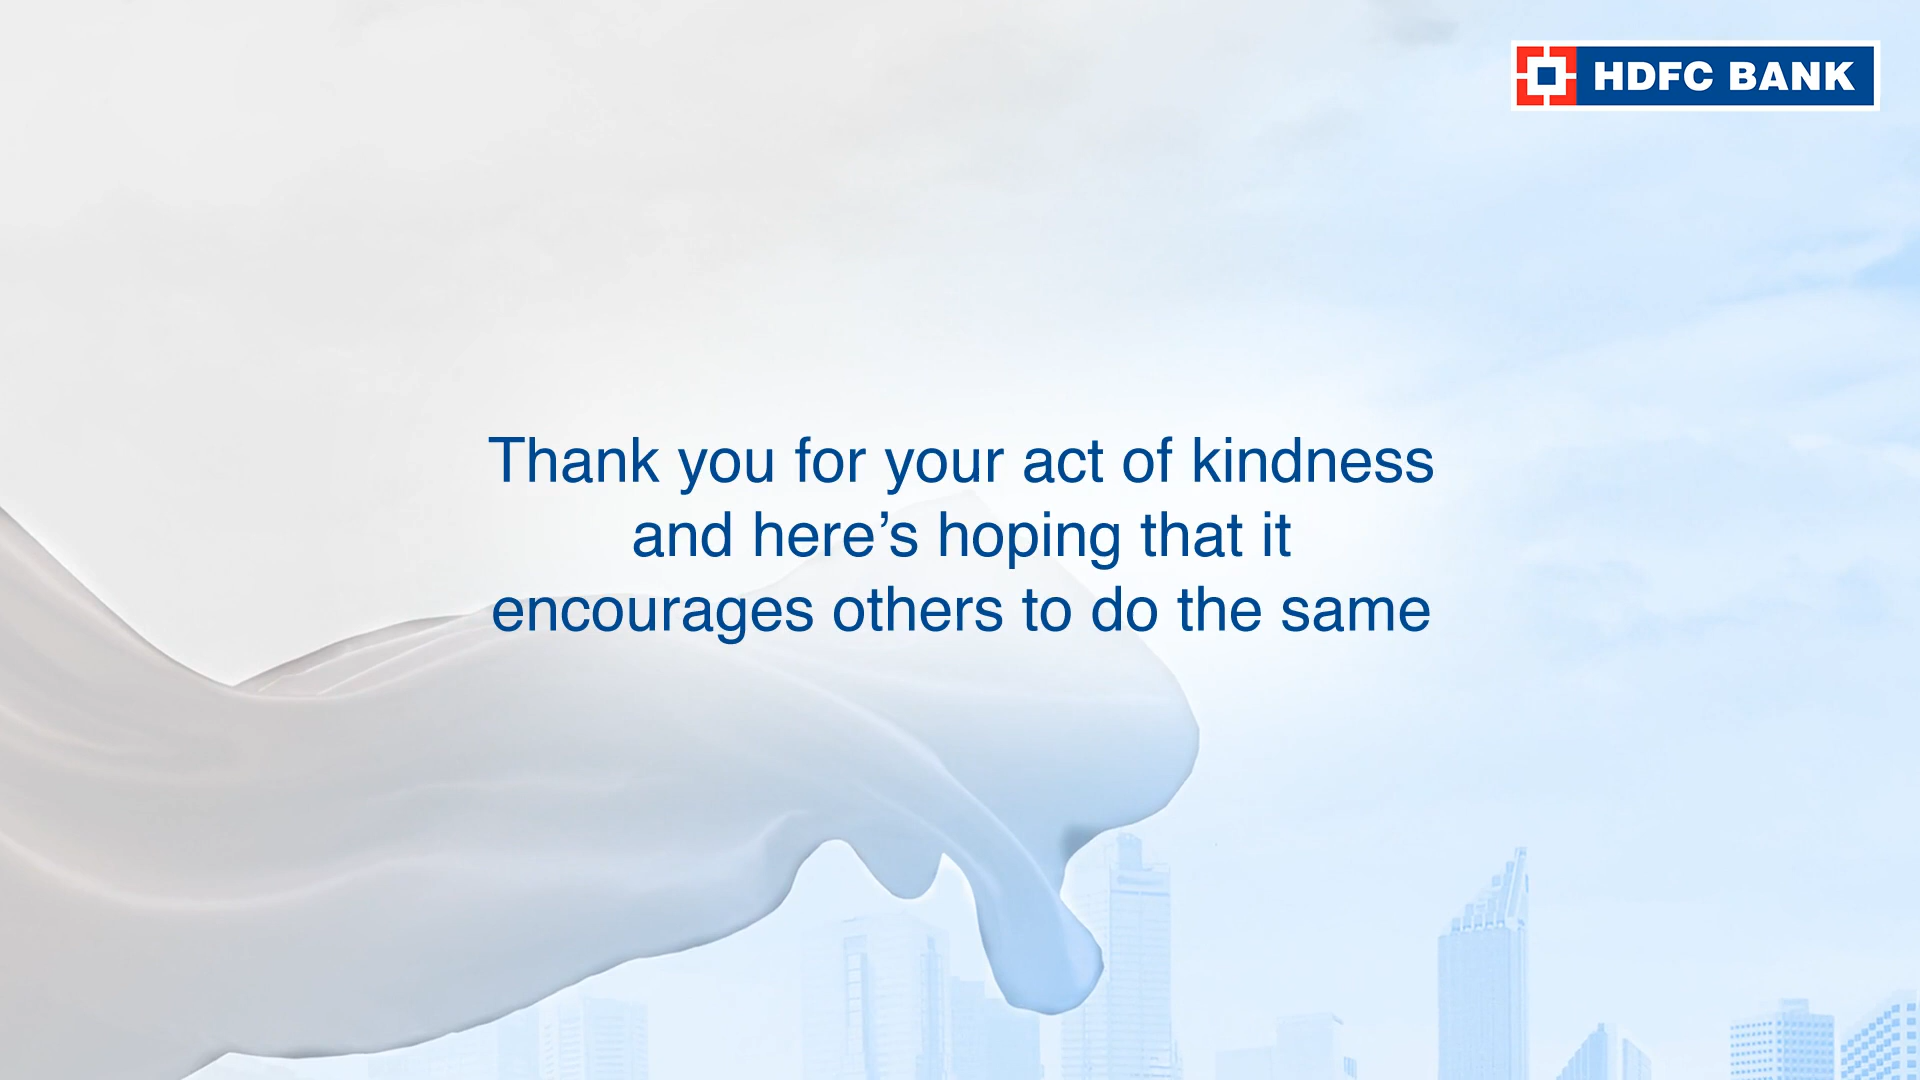 HDFC BANK
Thank you for your act of kindness
and here’s hoping that it
encourages others to do the same